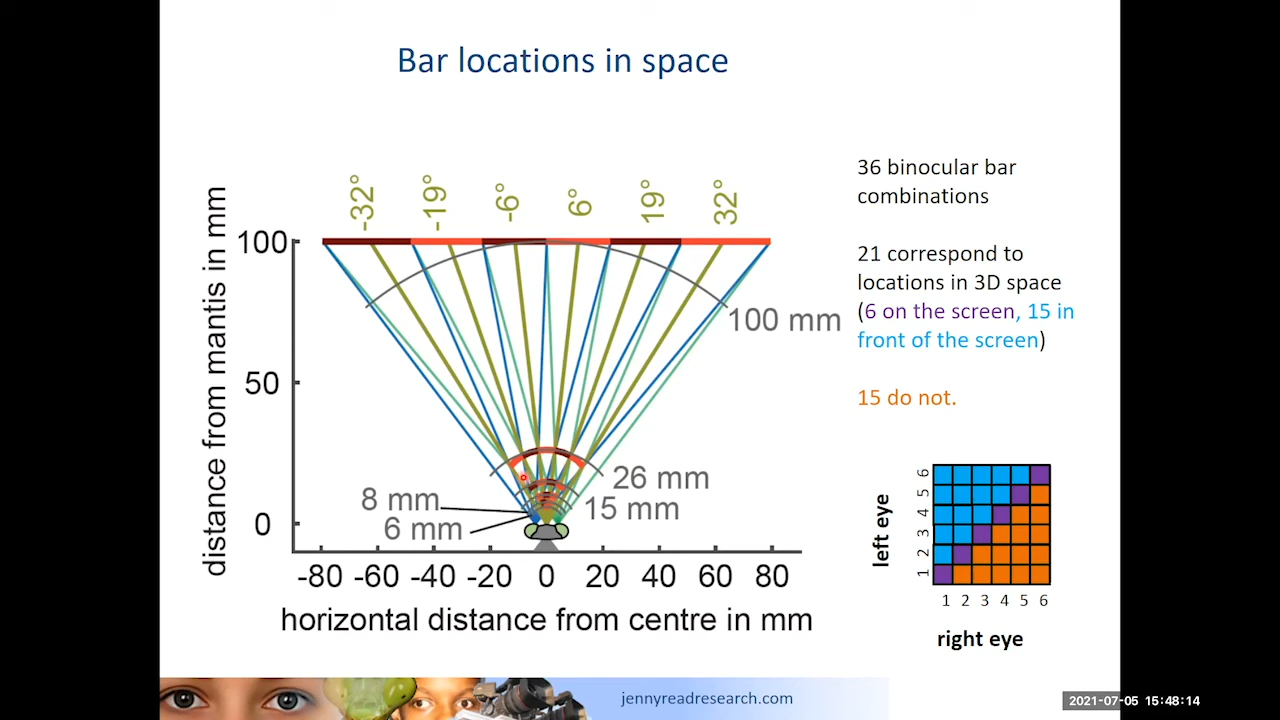 Bar locations in space
36 binocular bar
combinations
21 correspond to
locations in 3D space
(6 on the screen, 15 in
front of the screen)
15 do not.
-32° -19° -6° 6° 19° 32°
distance from mantis in mm
100
50
0
100 mm
26 mm
15 mm
8 mm
6 mm
-80 -60 -40 -20 0 20 40 60 80
horizontal distance from centre in mm
left eye
6
5
4
3
2
1
1 2 3 4 5 6
right eye
jennyreadresearch.com
2021-07-05 15:48:14